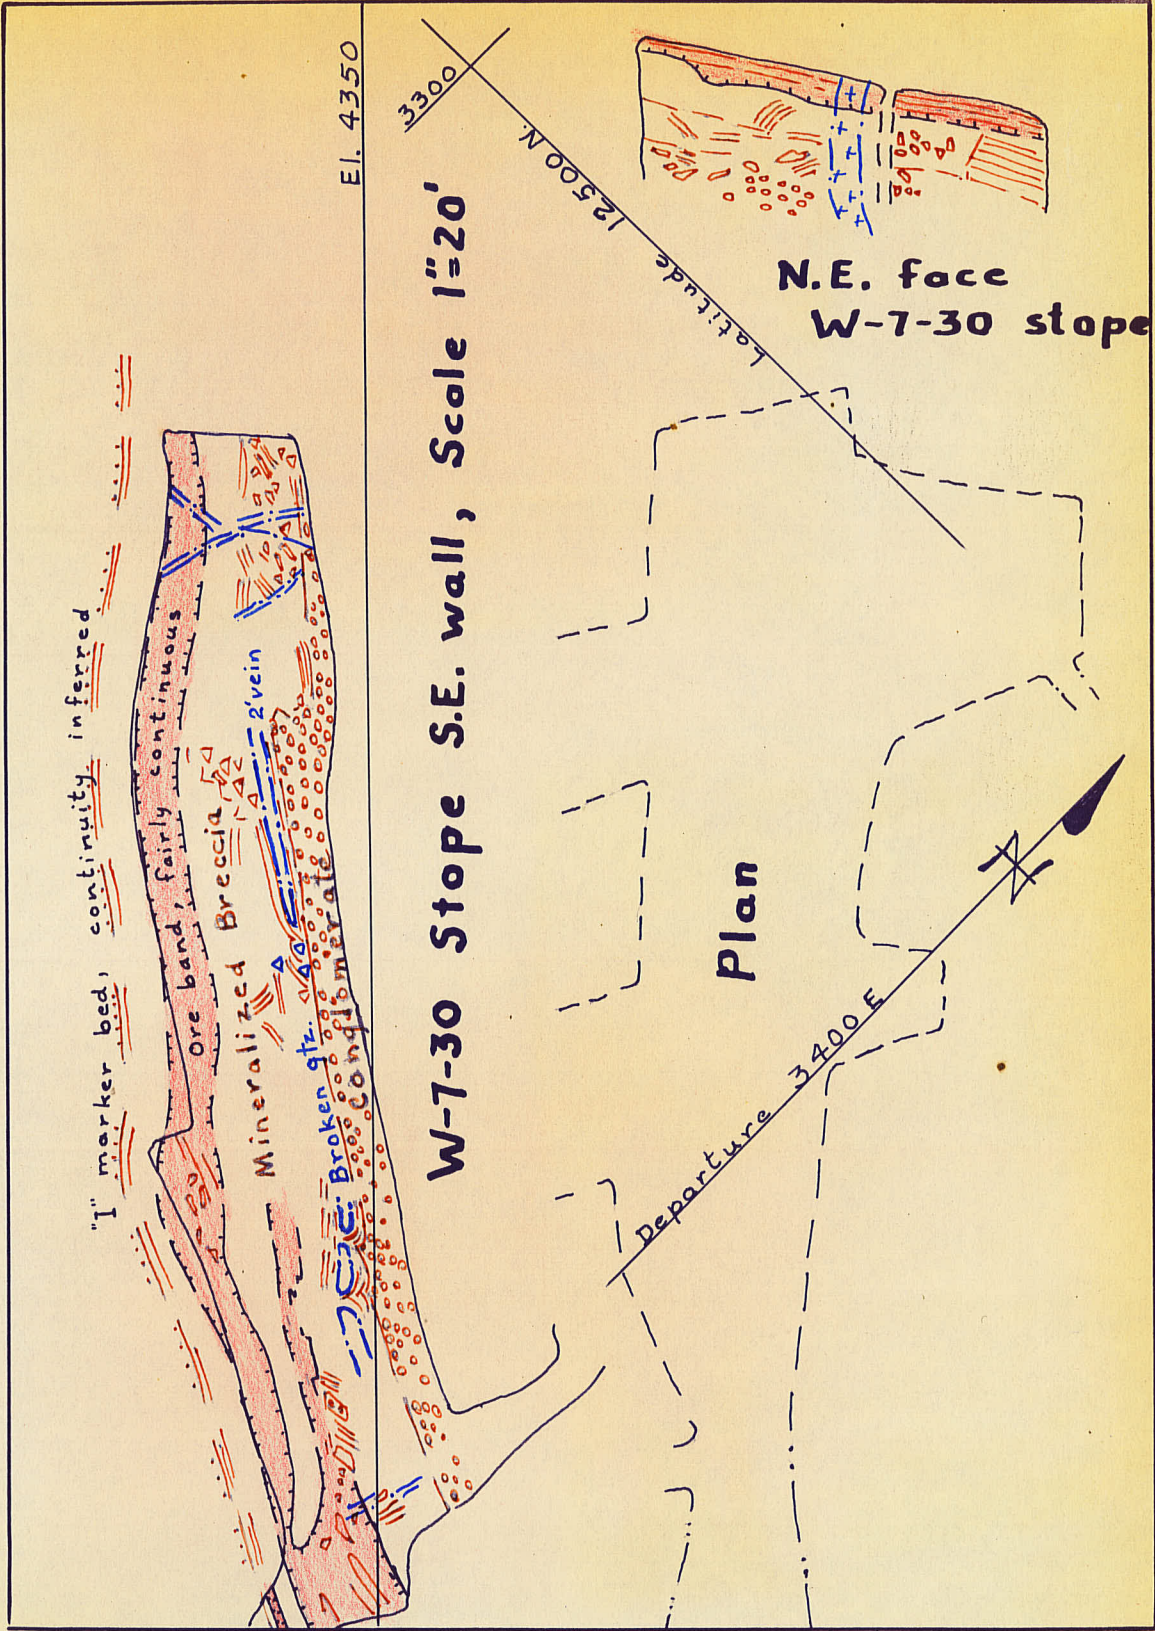 El. 4350
3300
12500 N.
Latitude
N.E. face
W-7-30 stope
W-7-30 Stope S.E. wall, Scale 1"=20'
"I" marker bed, continuity inferred
Ore band, fairly continuous
Mineralized Breccia
2' vein
Broken qtz.
Conglomerate
Plan
N
Departure 3400 E